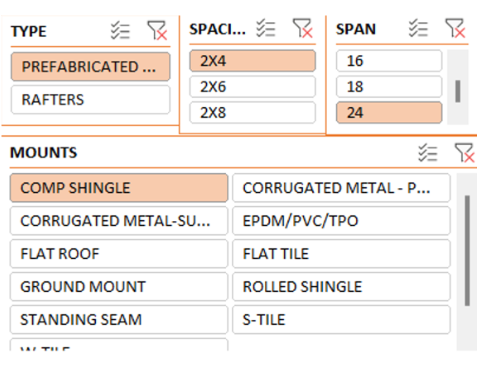 TYPE
PREFABRICATED ...
RAFTERS
SPACI...
2X4
2X6
2X8
SPAN
16
18
24
MOUNTS
COMP SHINGLE
CORRUGATED METAL - P...
CORRUGATED METAL-SU...
EPDM/PVC/TPO
FLAT ROOF
FLAT TILE
GROUND MOUNT
ROLLED SHINGLE
STANDING SEAM
S-TILE
W-TILE